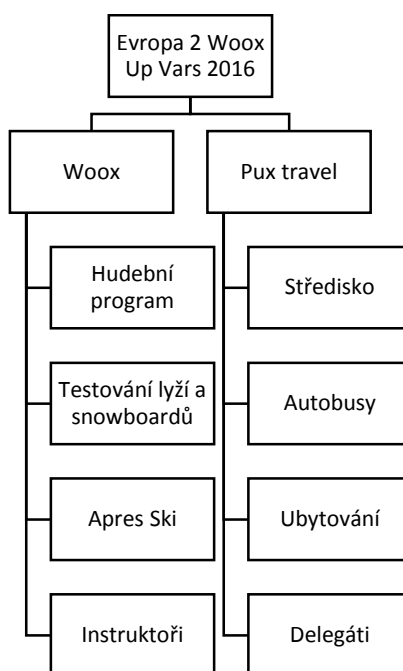 Evropa 2 Woox
Up Vars 2016
Woox
Pux travel
Hudební
program
Středisko
Testování lyží a
snowboardů
Autobusy
Apres Ski
Ubytování
Instruktoři
Delegáti